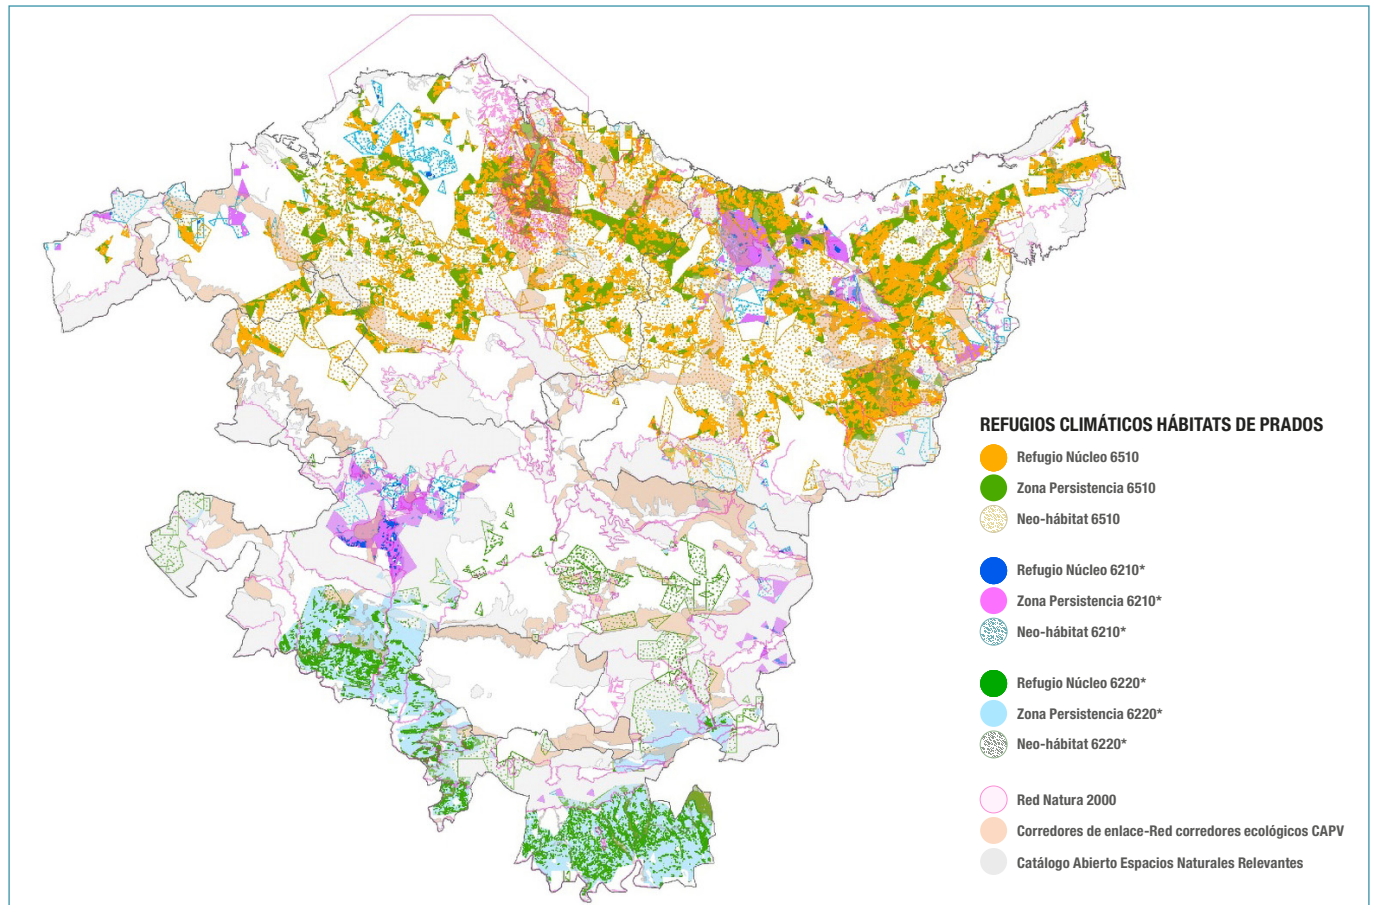 REFUGIOS CLIMÁTICOS HÁBITATS DE PRADOS
Refugio Núcleo 6510
Zona Persistencia 6510
Neo-hábitat 6510
Refugio Núcleo 6210*
Zona Persistencia 6210*
Neo-hábitat 6210*
Refugio Núcleo 6220*
Zona Persistencia 6220*
Neo-hábitat 6220*
Red Natura 2000
Corredores de enlace-Red corredores ecológicos CAPV
Catálogo Abierto Espacios Naturales Relevantes